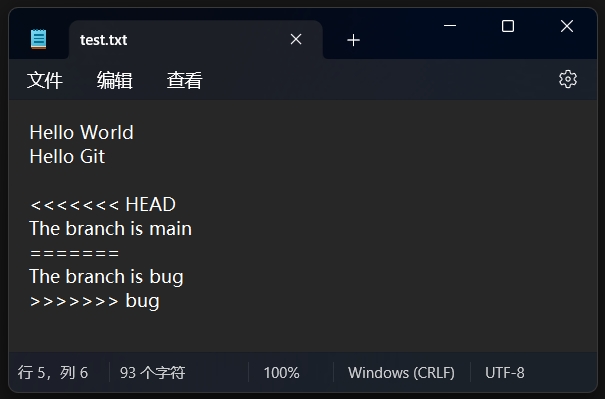 test.txt
文件 编辑 查看
Hello World
Hello Git
<<<<<<< HEAD
The branch is main
=======
The branch is bug
>>>>>>> bug
行 5，列 6 93 个字符 100% Windows (CRLF) UTF-8